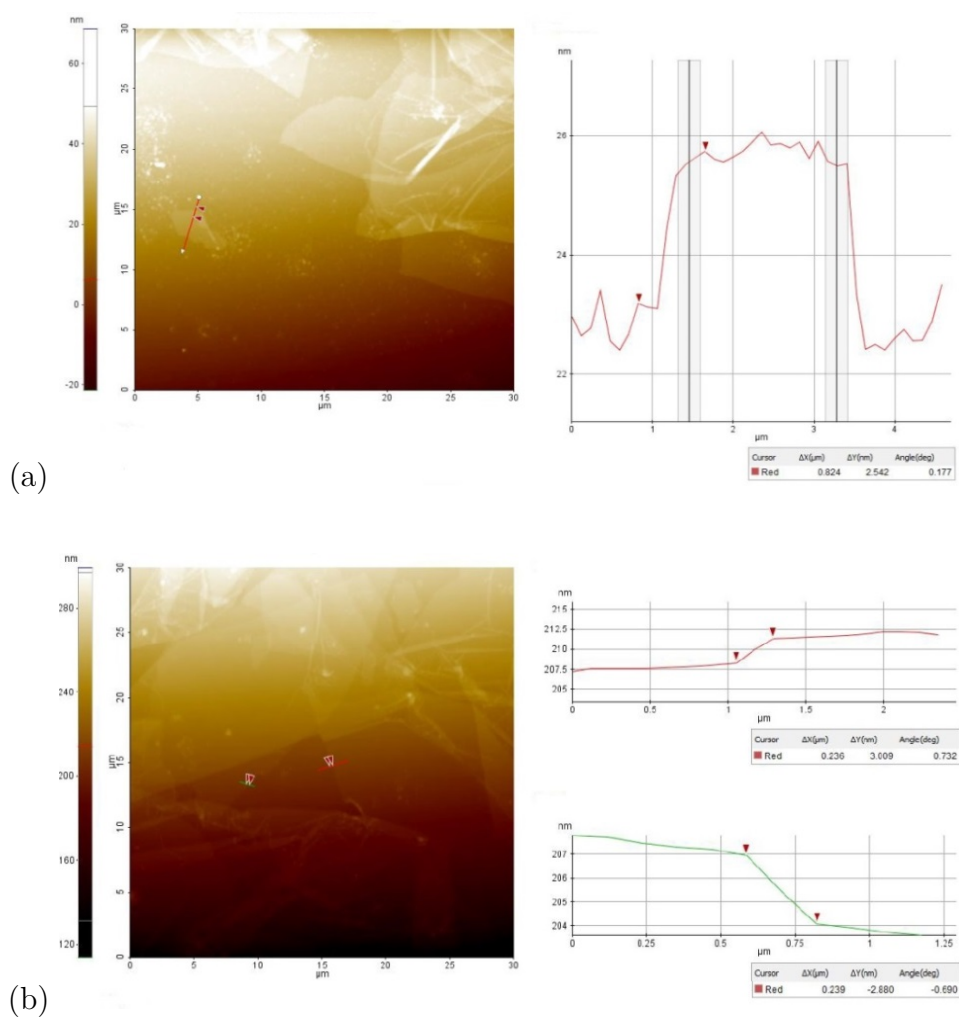 nm
60
40
20
0
-20
30
25
20
15
10
5
0
µm
0 5 10 15 20 25 30
µm
nm
26
24
22
0 1 2 3 4
µm
Cursor ΔX(µm) ΔY(nm) Angle(deg)
Red 0.824 2.542 0.177
(a)
nm
280
240
200
160
120
30
25
20
15
10
5
0
µm
0 10 20 30
µm
nm
215
212.5
210
207.5
205
0 0.5 1 1.5 2
µm
Cursor ΔX(µm) ΔY(nm) Angle(deg)
Red 0.236 3.009 0.732
nm
207
206
205
204
0 0.25 0.5 0.75 1 1.25
µm
Cursor ΔX(µm) ΔY(nm) Angle(deg)
Red 0.239 -2.880 -0.690
(b)